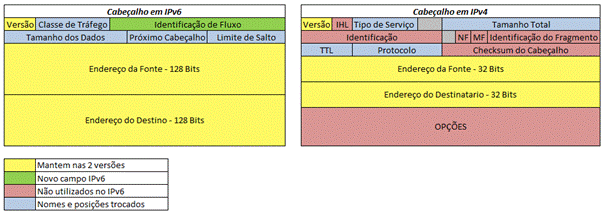 Cabeçalho em IPv6
Versão Classe de Tráfego Identificação de Fluxo
Tamanho dos Dados Próximo Cabeçalho Limite de Salto
Endereço da Fonte - 128 Bits
Endereço do Destino - 128 Bits
Cabeçalho em IPv4
Versão IHL Tipo de Serviço Tamanho Total
Identificação NF MF Identificação do Fragmento
TTL Protocolo Checksum do Cabeçalho
Endereço da Fonte - 32 Bits
Endereço do Destinatario - 32 Bits
OPÇÕES
Mantem nas 2 versões
Novo campo IPv6
Não utilizados no IPv6
Nomes e posições trocados